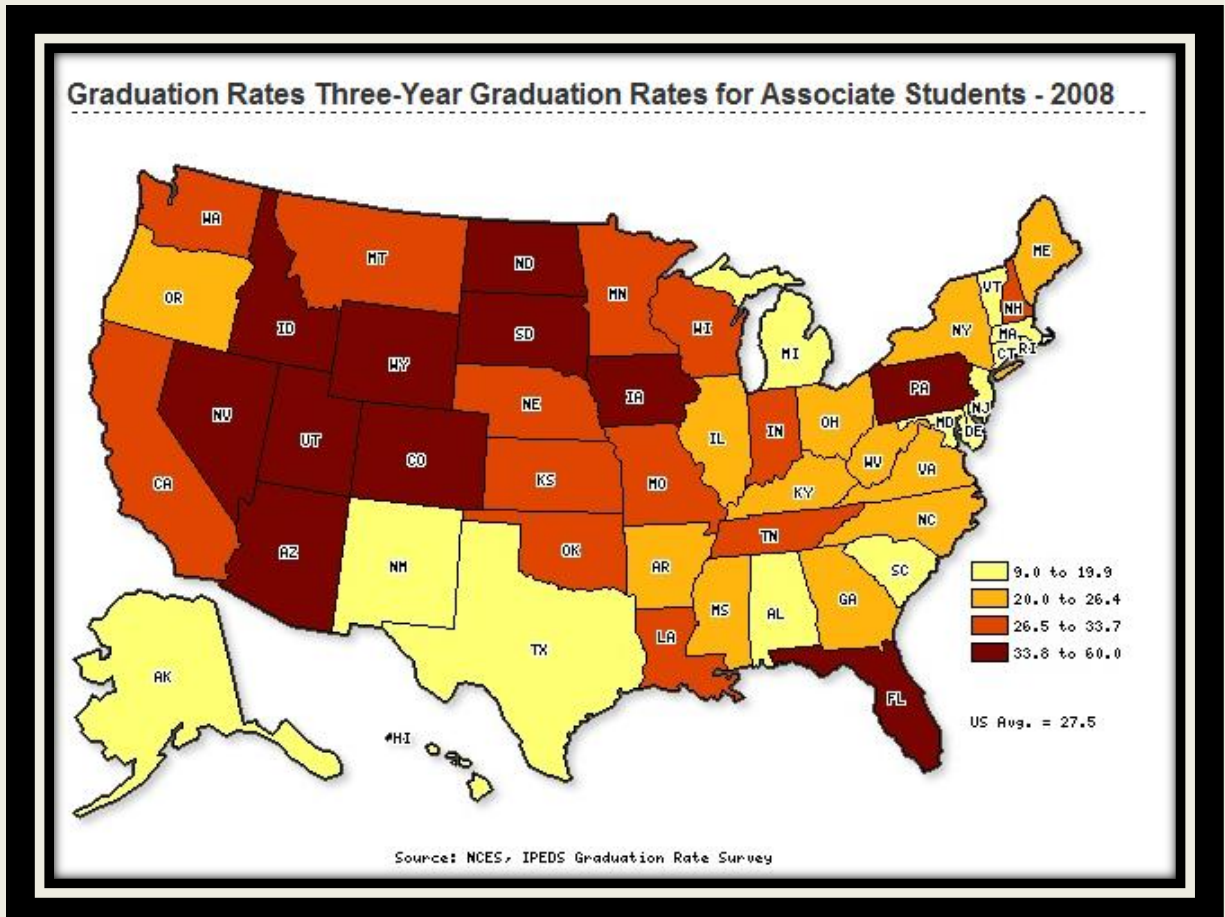 Graduation Rates Three-Year Graduation Rates for Associate Students - 2008
WA
MT
ND
MN
ME
OR
ID
SD
WI
VT
NH
NY
MA
WY
MI
CT
RI
NV
UT
NE
IA
PA
NJ
CO
IL
IN
OH
MD
DE
CA
KS
MO
WV
VA
KY
AZ
NM
OK
TN
NC
AR
SC
MS
AL
GA
TX
LA
AK
FL
HI
9.0 to 19.9
20.0 to 26.4
26.5 to 33.7
33.8 to 60.0
US Avg. = 27.5
Source: NCES, IPEDS Graduation Rate Survey